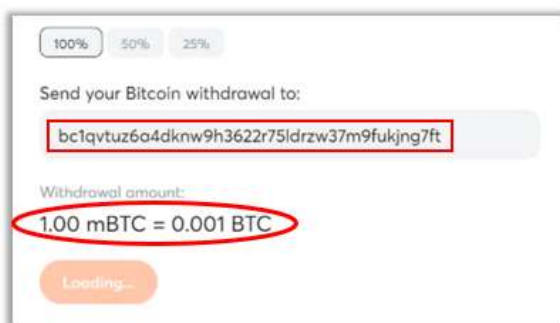 100% 50% 25%
Send your Bitcoin withdrawal to:
bc1qvtuz6a4dknw9h3622r75ldrzw37m9fukjng7ft
Withdrawal amount:
1.00 mBTC = 0.001 BTC
Loading...